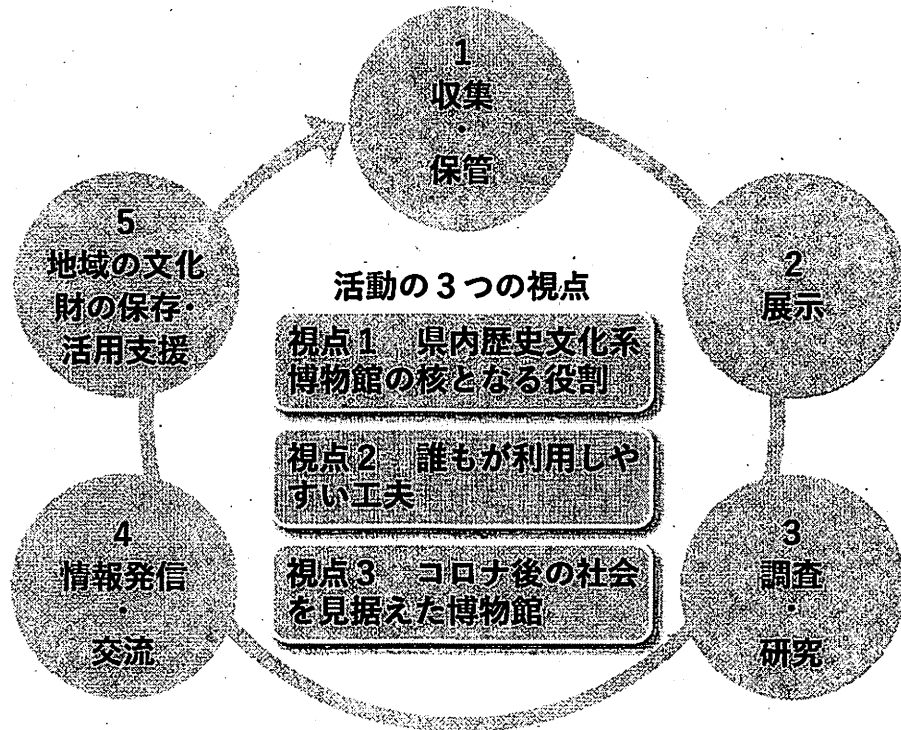 1
収集
・
保管
2
展示
3
調査
・
研究
4
情報発信
・
交流
5
地域の文化
財の保存・
活用支援
活動の3つの視点
視点1　県内歴史文化系
博物館の核となる役割
視点2　誰もが利用しや
すい工夫
視点3　コロナ後の社会
を見据えた博物館